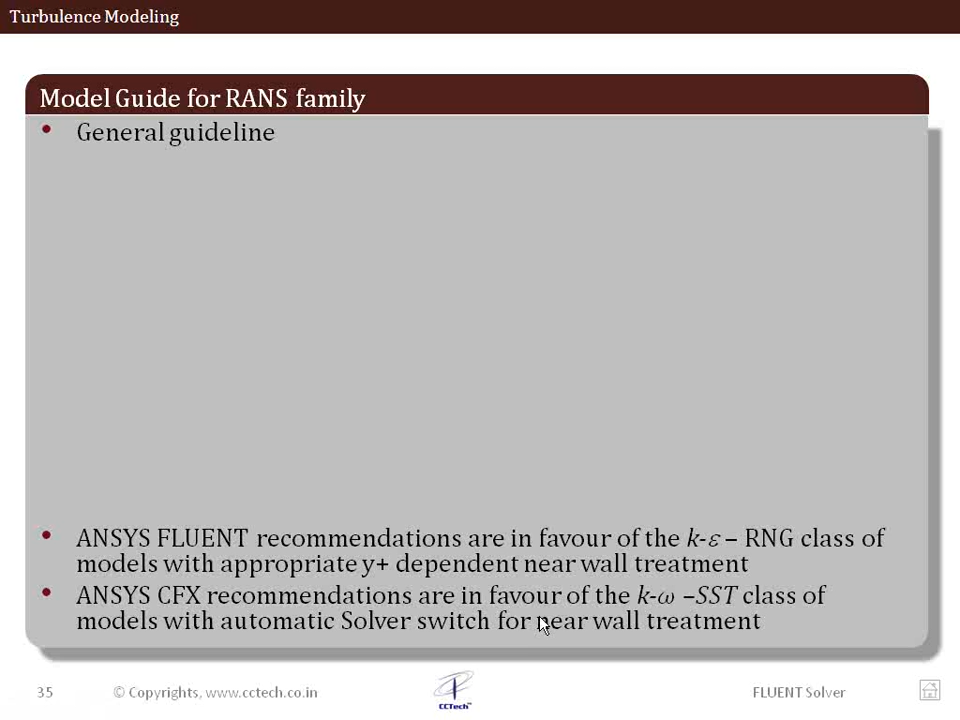 Turbulence Modeling
Model Guide for RANS family
• General guideline
• ANSYS FLUENT recommendations are in favour of the k-ε – RNG class of
models with appropriate y+ dependent near wall treatment
• ANSYS CFX recommendations are in favour of the k-ω –SST class of
models with automatic Solver switch for near wall treatment
35 © Copyrights, www.cctech.co.in CCTech™ FLUENT Solver